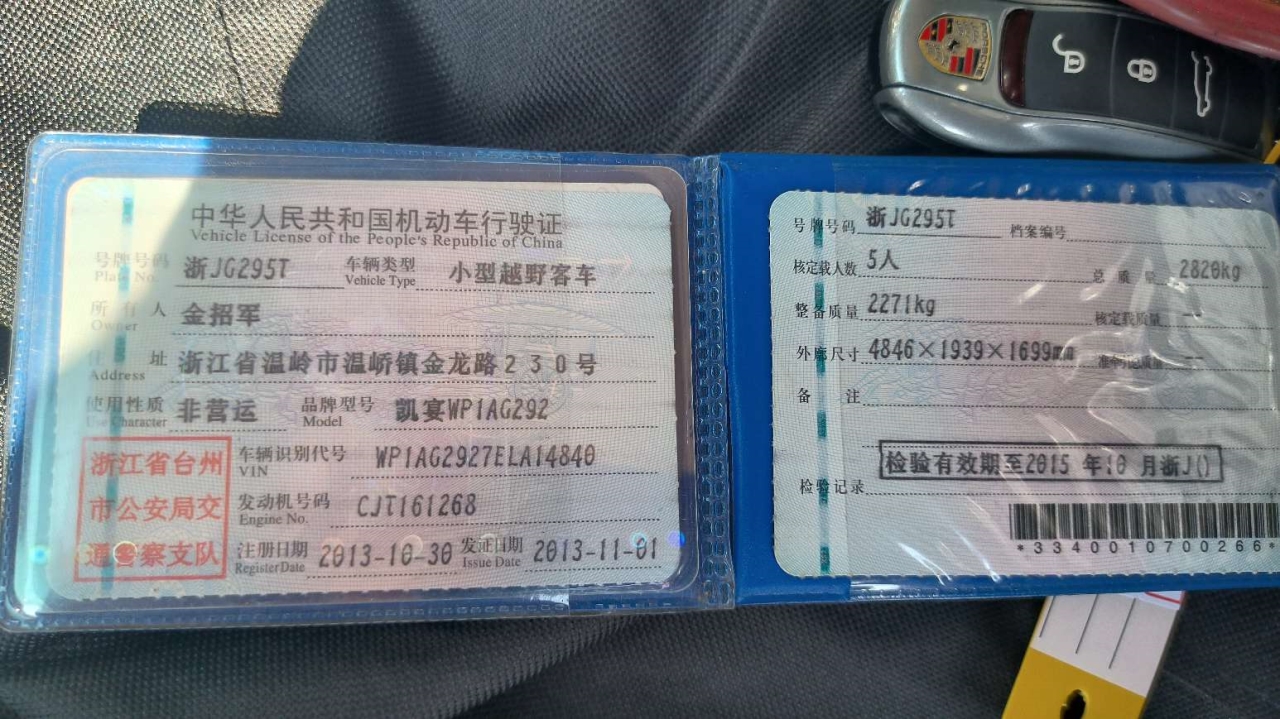 中华人民共和国机动车行驶证
Vehicle License of the People's Republic of China
号牌号码 浙JG295T 车辆类型 小型越野客车
Plate No. Vehicle Type
所有人 金招军
Owner
住址 浙江省温岭市温峤镇金龙路230号
Address
使用性质 非营运 品牌型号 凯宴WP1AG292
Use Character Model
浙江省台州
市公安局交
通警察支队
车辆识别代号 WP1AG2927ELA14840
VIN
发动机号码 CJT161268
Engine No.
注册日期 2013-10-30 发证日期 2013-11-01
Register Date Issue Date
号牌号码 浙JG295T 档案编号
核定载人数 5人 总质量 2820kg
整备质量 2271kg 核定载质量 --
外廓尺寸 4846×1939×1699mm 准牵引总质量 --
备注
检验有效期至2015 年10 月浙J()
检验记录
*3340010700266*
PORSCHE